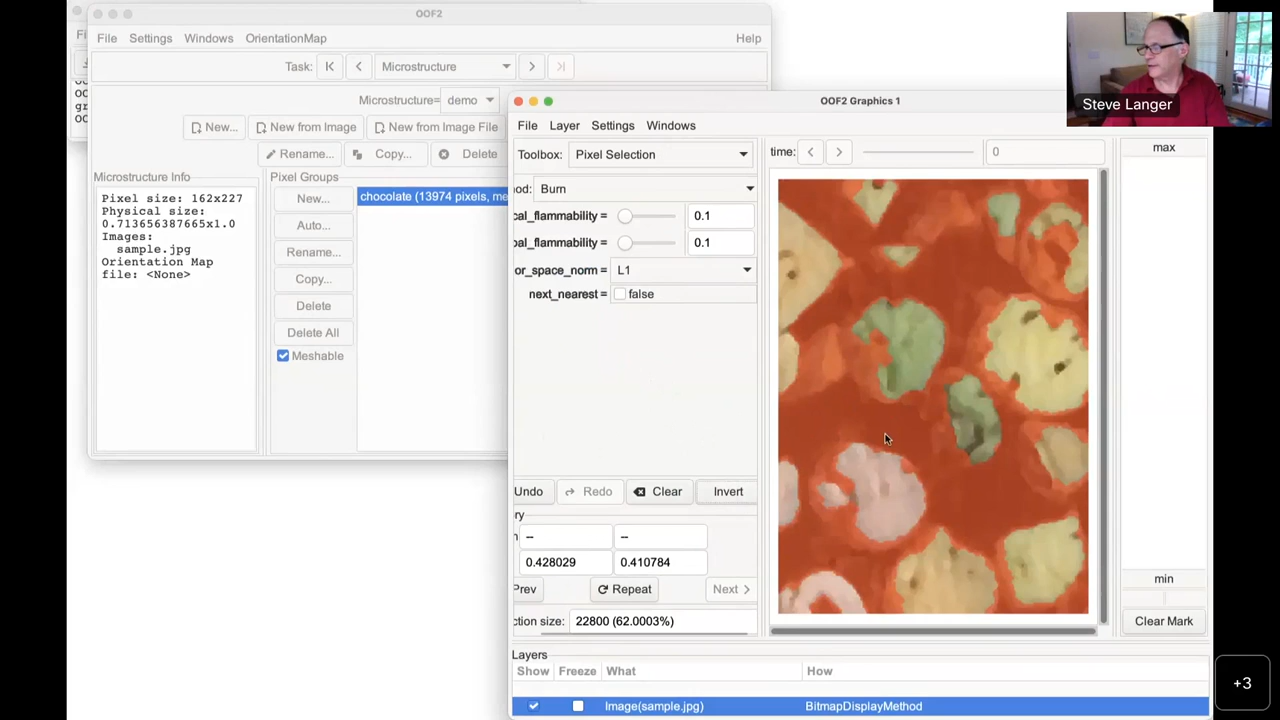 OOF2
File Settings Windows OrientationMap Help
Task: Microstructure
Microstructure= demo
New... New from Image New from Image File
Rename... Copy... Delete
Microstructure Info
Pixel size: 162x227
Physical size:
0.713656387665x1.0
Images:
sample.jpg
Orientation Map
file: <None>
Pixel Groups
New...
Auto...
Rename...
Copy...
Delete
Delete All
Meshable
chocolate (13974 pixels, me
OOF2 Graphics 1
File Layer Settings Windows
Toolbox: Pixel Selection
od: Burn
cal_flammability = 0.1
bal_flammability = 0.1
or_space_norm = L1
next_nearest = false
Undo Redo Clear Invert
ry
-- --
0.428029 0.410784
Prev Repeat Next
ction size: 22800 (62.0003%)
time: 0
max
min
Clear Mark
Layers
Show Freeze What How
Image(sample.jpg) BitmapDisplayMethod
Steve Langer
+3